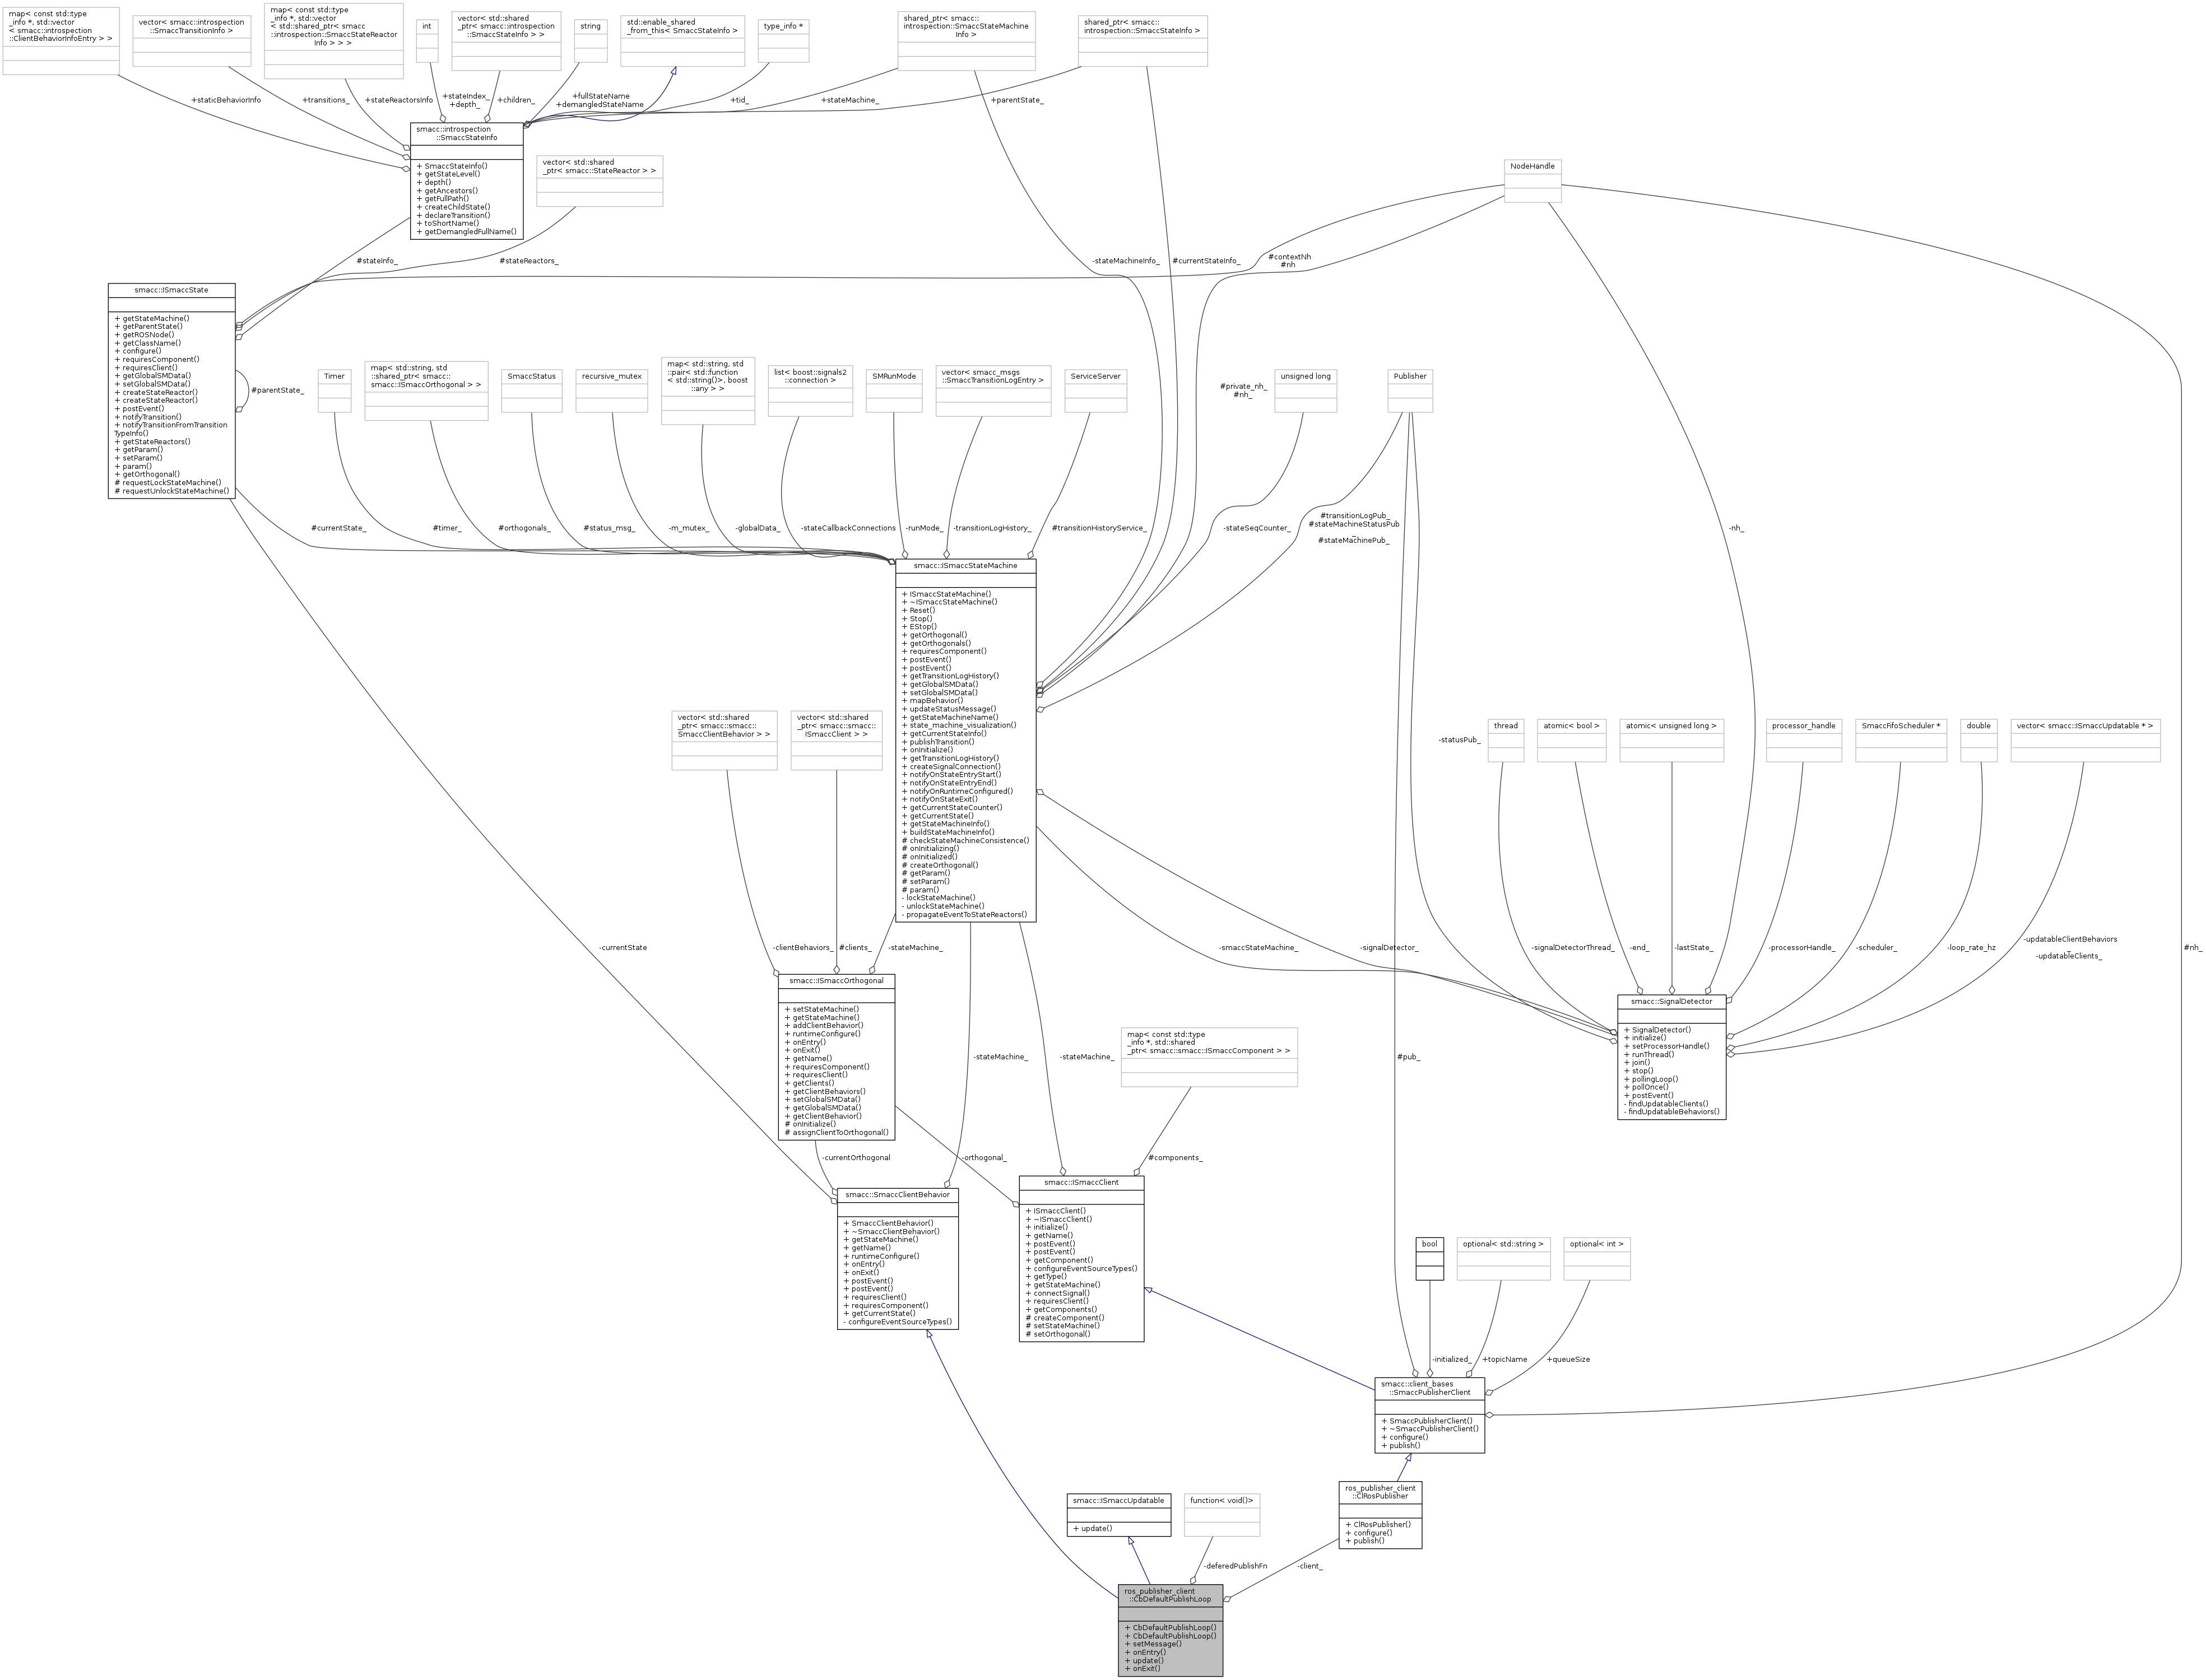 map< const std::type
_info *, std::vector
< smacc::introspection
::ClientBehaviorInfoEntry > >
vector< smacc::introspection
::SmaccTransitionInfo >
map< const std::type
_info *, std::vector
< std::shared_ptr< smacc
::introspection::SmaccStateReactor
Info > > >
int
vector< std::shared
_ptr< smacc::introspection
::SmaccStateInfo > >
string
std::enable_shared
_from_this< SmaccStateInfo >
type_info *
shared_ptr< smacc::
introspection::SmaccStateMachine
Info >
shared_ptr< smacc::
introspection::SmaccStateInfo >
+staticBehaviorInfo
+transitions_
+stateReactorsInfo
+stateIndex_
+depth_
+children_
+fullStateName
+demangledStateName
+tid_
+stateMachine_
+parentState_
smacc::introspection
::SmaccStateInfo
+ SmaccStateInfo()
+ getStateLevel()
+ depth()
+ getAncestors()
+ getFullPath()
+ createChildState()
+ declareTransition()
+ toShortName()
+ getDemangledFullName()
vector< std::shared
_ptr< smacc::StateReactor > >
NodeHandle
#stateInfo_
#stateReactors_
-stateMachineInfo_
#currentStateInfo_
#contextNh
#nh
smacc::ISmaccState
+ getStateMachine()
+ getParentState()
+ getROSNode()
+ getClassName()
+ configure()
+ requiresComponent()
+ requiresClient()
+ getGlobalSMData()
+ setGlobalSMData()
+ createStateReactor()
+ createStateReactor()
+ postEvent()
+ notifyTransition()
+ notifyTransitionFromTransition
TypeInfo()
+ getStateReactors()
+ getParam()
+ setParam()
+ param()
+ getOrthogonal()
# requestLockStateMachine()
# requestUnlockStateMachine()
#parentState_
Timer
map< std::string, std
::shared_ptr< smacc::
smacc::ISmaccOrthogonal > >
SmaccStatus
recursive_mutex
map< std::string, std
::pair< std::function
< std::string()>, boost
::any > >
list< boost::signals2
::connection >
SMRunMode
vector< smacc_msgs
::SmaccTransitionLogEntry >
ServiceServer
#private_nh_
#nh_
unsigned long
Publisher
#currentState_
#timer_
#orthogonals_
#status_msg_
-m_mutex_
-globalData_
-stateCallbackConnections
-runMode_
-transitionLogHistory_
#transitionHistoryService_
-stateSeqCounter_
#transitionLogPub_
#stateMachineStatusPub
_
#stateMachinePub_
-nh_
smacc::ISmaccStateMachine
+ ISmaccStateMachine()
+ ~ISmaccStateMachine()
+ Reset()
+ Stop()
+ EStop()
+ getOrthogonal()
+ getOrthogonals()
+ requiresComponent()
+ postEvent()
+ postEvent()
+ getTransitionLogHistory()
+ getGlobalSMData()
+ setGlobalSMData()
+ mapBehavior()
+ updateStatusMessage()
+ getStateMachineName()
+ state_machine_visualization()
+ getCurrentStateInfo()
+ publishTransition()
+ onInitialize()
+ getTransitionLogHistory()
+ createSignalConnection()
+ notifyOnStateEntryStart()
+ notifyOnStateEntryEnd()
+ notifyOnRuntimeConfigured()
+ notifyOnStateExit()
+ getCurrentStateCounter()
+ getCurrentState()
+ getStateMachineInfo()
+ buildStateMachineInfo()
# checkStateMachineConsistence()
# onInitializing()
# onInitialized()
# createOrthogonal()
# getParam()
# setParam()
# param()
- lockStateMachine()
- unlockStateMachine()
- propagateEventToStateReactors()
vector< std::shared
_ptr< smacc::smacc::
SmaccClientBehavior > >
vector< std::shared
_ptr< smacc::smacc::
ISmaccClient > >
-statusPub_
thread
atomic< bool >
atomic< unsigned long >
processor_handle
SmaccFifoScheduler *
double
vector< smacc::ISmaccUpdatable * >
-currentState
-clientBehaviors_
#clients_
-stateMachine_
-smaccStateMachine_
-signalDetector_
-signalDetectorThread_
-end_
-lastState_
-processorHandle_
-scheduler_
-loop_rate_hz
-updatableClientBehaviors
_
-updatableClients_
#nh_
smacc::ISmaccOrthogonal
+ setStateMachine()
+ getStateMachine()
+ addClientBehavior()
+ runtimeConfigure()
+ onEntry()
+ onExit()
+ getName()
+ requiresComponent()
+ requiresClient()
+ getClients()
+ getClientBehaviors()
+ setGlobalSMData()
+ getGlobalSMData()
+ getClientBehavior()
# onInitialize()
# assignClientToOrthogonal()
smacc::SignalDetector
+ SignalDetector()
+ initialize()
+ setProcessorHandle()
+ runThread()
+ join()
+ stop()
+ pollingLoop()
+ pollOnce()
+ postEvent()
- findUpdatableClients()
- findUpdatableBehaviors()
-stateMachine_
-stateMachine_
map< const std::type
_info *, std::shared
_ptr< smacc::smacc::ISmaccComponent > >
#pub_
-currentOrthogonal
-orthogonal_
#components_
smacc::SmaccClientBehavior
+ SmaccClientBehavior()
+ ~SmaccClientBehavior()
+ getStateMachine()
+ getName()
+ runtimeConfigure()
+ onEntry()
+ onExit()
+ postEvent()
+ postEvent()
+ requiresClient()
+ requiresComponent()
+ getCurrentState()
- configureEventSourceTypes()
smacc::ISmaccClient
+ ISmaccClient()
+ ~ISmaccClient()
+ initialize()
+ getName()
+ postEvent()
+ postEvent()
+ getComponent()
+ configureEventSourceTypes()
+ getType()
+ getStateMachine()
+ connectSignal()
+ requiresClient()
+ getComponents()
# createComponent()
# setStateMachine()
# setOrthogonal()
bool
optional< std::string >
optional< int >
-initialized_
+topicName
+queueSize
smacc::client_bases
::SmaccPublisherClient
+ SmaccPublisherClient()
+ ~SmaccPublisherClient()
+ configure()
+ publish()
smacc::ISmaccUpdatable
+ update()
function< void()>
ros_publisher_client
::ClRosPublisher
+ ClRosPublisher()
+ configure()
+ publish()
-deferedPublishFn
-client_
ros_publisher_client
::CbDefaultPublishLoop
+ CbDefaultPublishLoop()
+ CbDefaultPublishLoop()
+ setMessage()
+ onEntry()
+ update()
+ onExit()